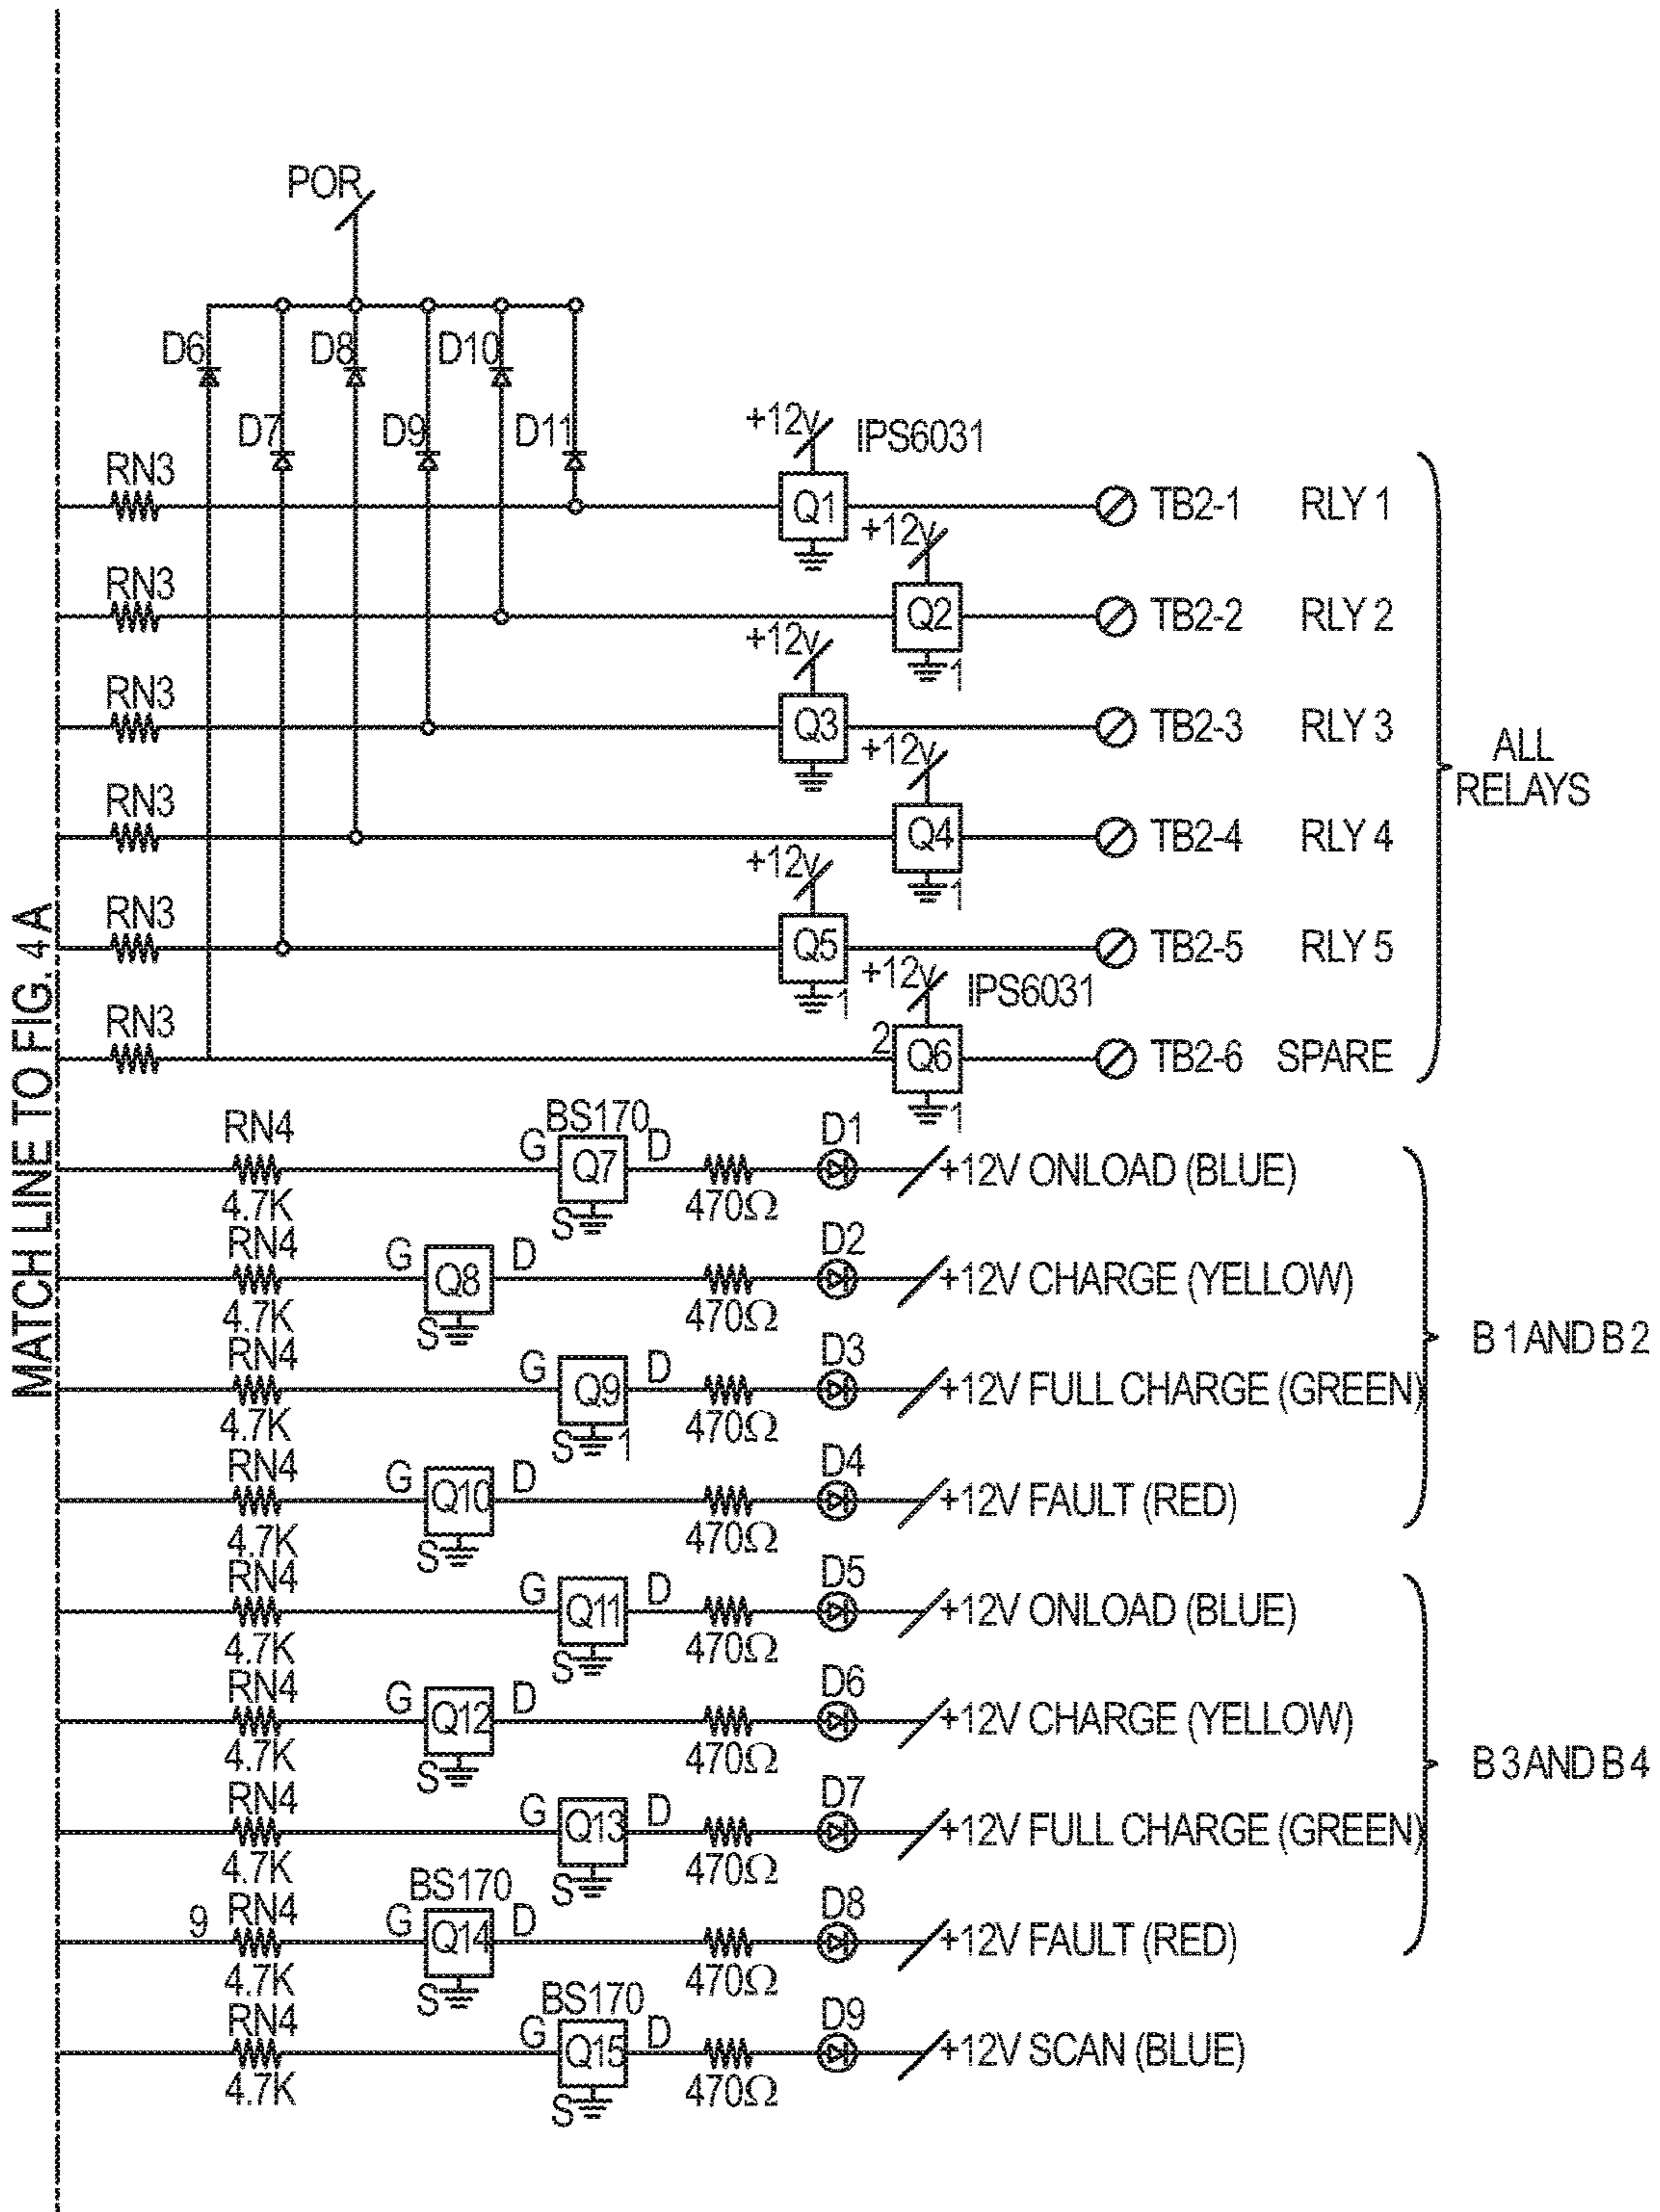 MATCH LINE TO FIG. 4A
POR
D6 D8 D10
D7 D9 D11
+12v IPS6031
RN3 Q1 TB2-1 RLY 1
+12v
RN3 Q2 TB2-2 RLY 2
1
+12v
RN3 Q3 TB2-3 RLY 3
+12v
RN3 Q4 TB2-4 RLY 4
1
+12v
RN3 Q5 TB2-5 RLY 5
1
+12v IPS6031
RN3 2 Q6 TB2-6 SPARE
1
ALL
RELAYS
RN4 BS170 D1
G Q7 D +12V ONLOAD (BLUE)
4.7K S 470Ω
RN4 D2
G Q8 D +12V CHARGE (YELLOW)
4.7K S 470Ω
RN4 D3
G Q9 D +12V FULL CHARGE (GREEN)
4.7K S 1 470Ω
RN4 D4
G Q10 D +12V FAULT (RED)
4.7K S 470Ω
B 1 AND B 2
RN4 D5
G Q11 D +12V ONLOAD (BLUE)
4.7K S 470Ω
RN4 D6
G Q12 D +12V CHARGE (YELLOW)
4.7K S 470Ω
RN4 D7
G Q13 D +12V FULL CHARGE (GREEN)
4.7K S 470Ω
9 RN4 BS170 D8
G Q14 D +12V FAULT (RED)
4.7K S 470Ω
B 3 AND B 4
RN4 BS170 D9
G Q15 D +12V SCAN (BLUE)
4.7K S 470Ω